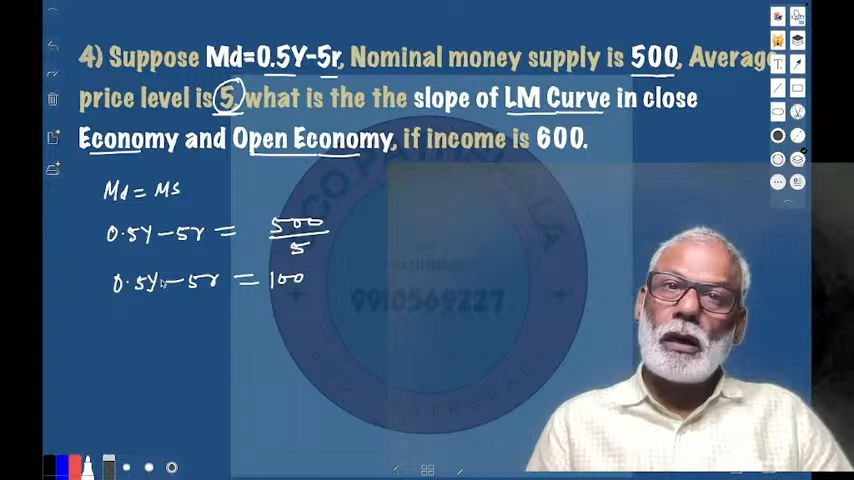 4) Suppose Md=0.5Y-5r, Nominal money supply is 500, Average
price level is 5, what is the the slope of LM Curve in close
Economy and Open Economy, if income is 600.
Md = MS
0.5Y-5r = 500/5
0.5Y-5r = 100
9910569227